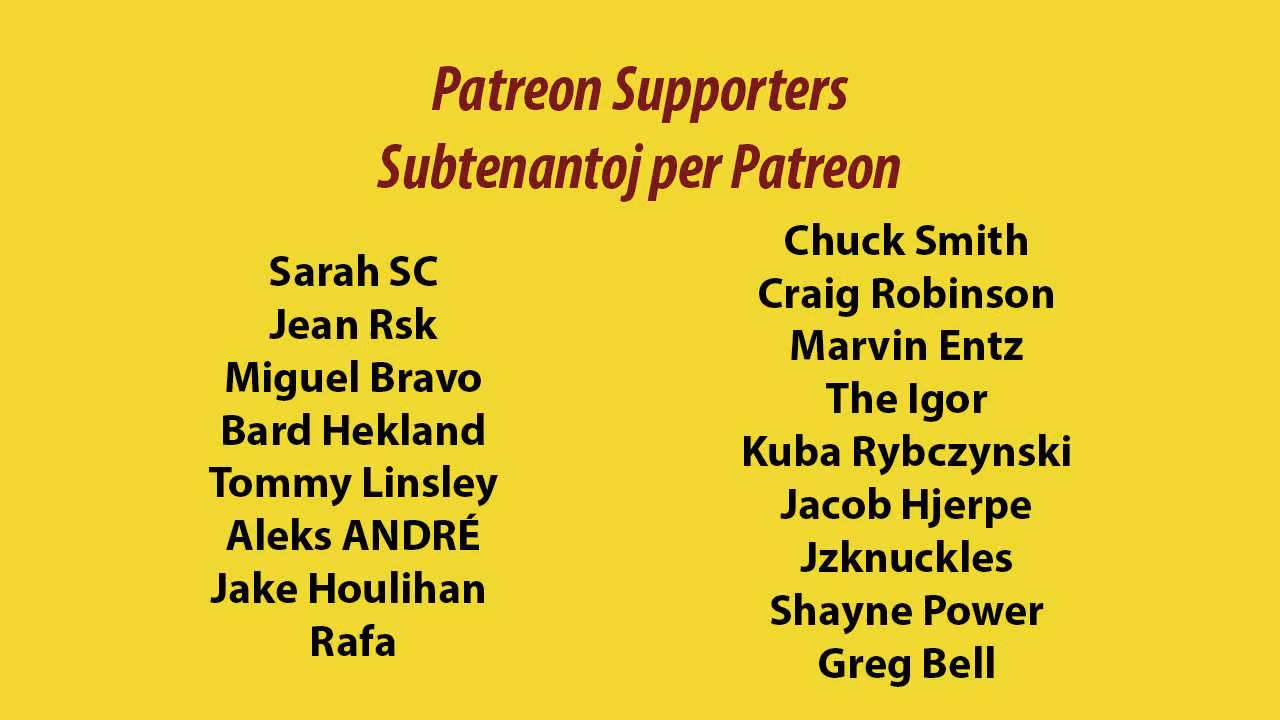 Patreon Supporters
Subtenantoj per Patreon
Sarah SC
Jean Rsk
Miguel Bravo
Bard Hekland
Tommy Linsley
Aleks ANDRÉ
Jake Houlihan
Rafa
Chuck Smith
Craig Robinson
Marvin Entz
The Igor
Kuba Rybczynski
Jacob Hjerpe
Jzknuckles
Shayne Power
Greg Bell